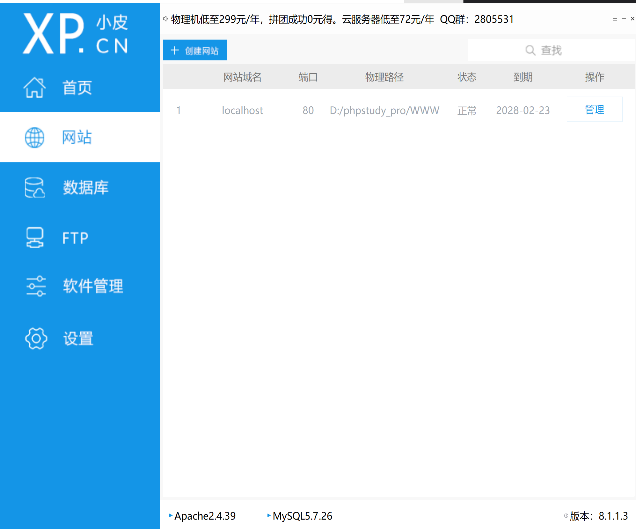 XP.CN 小皮
物理机低至299元/年，拼团成功0元得。云服务器低至72元/年 QQ群：2805531
首页
网站
数据库
FTP
软件管理
设置
+ 创建网站
查找
网站域名 端口 物理路径 状态 到期 操作
1 localhost 80 D:/phpstudy_pro/WWW 正常 2028-02-23 管理
Apache2.4.39 MySQL5.7.26 版本：8.1.1.3